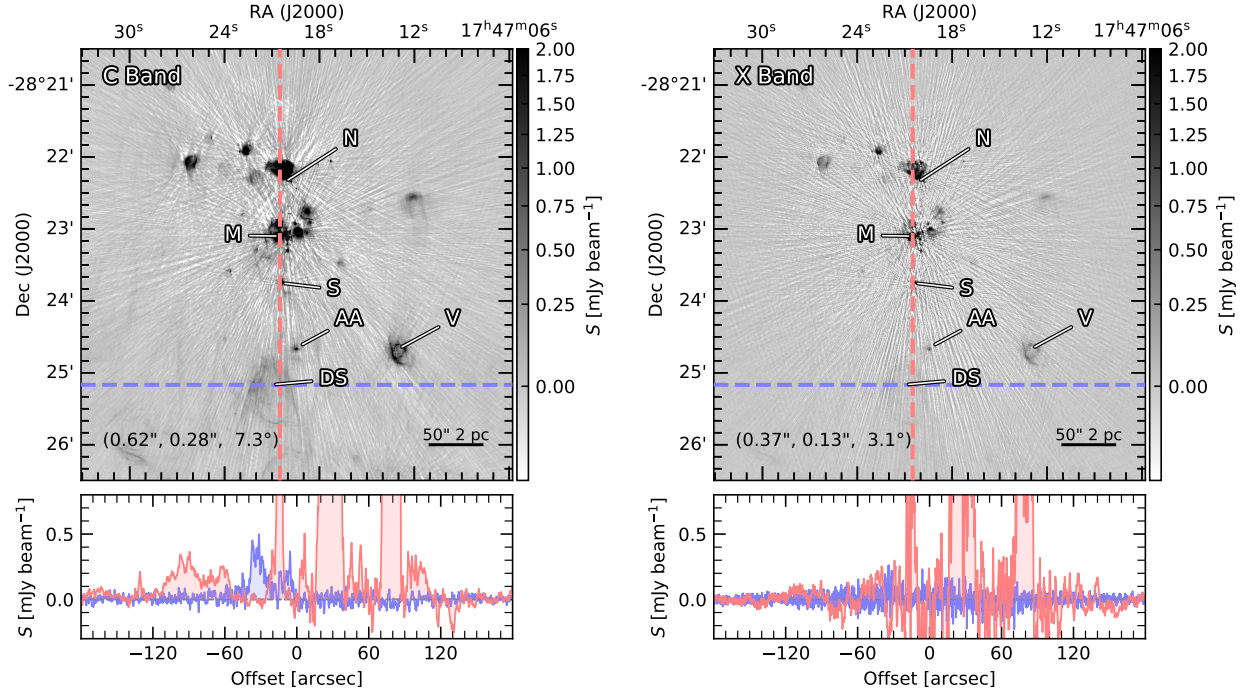 RA (J2000)
30ˢ 24ˢ 18ˢ 12ˢ 17ʰ47ᵐ06ˢ
C Band
-28°21'
22'
23'
24'
25'
26'
Dec (J2000)
N
M
S
AA
V
DS
(0.62", 0.28", 7.3°)
50" 2 pc
2.00
1.75
1.50
1.25
1.00
0.75
0.50
0.25
0.00
S [mJy beam⁻¹]
RA (J2000)
30ˢ 24ˢ 18ˢ 12ˢ 17ʰ47ᵐ06ˢ
X Band
-28°21'
22'
23'
24'
25'
26'
Dec (J2000)
N
M
S
AA
V
DS
(0.37", 0.13", 3.1°)
50" 2 pc
2.00
1.75
1.50
1.25
1.00
0.75
0.50
0.25
0.00
S [mJy beam⁻¹]
S [mJy beam⁻¹]
0.5
0.0
−120 −60 0 60 120
Offset [arcsec]
S [mJy beam⁻¹]
0.5
0.0
−120 −60 0 60 120
Offset [arcsec]